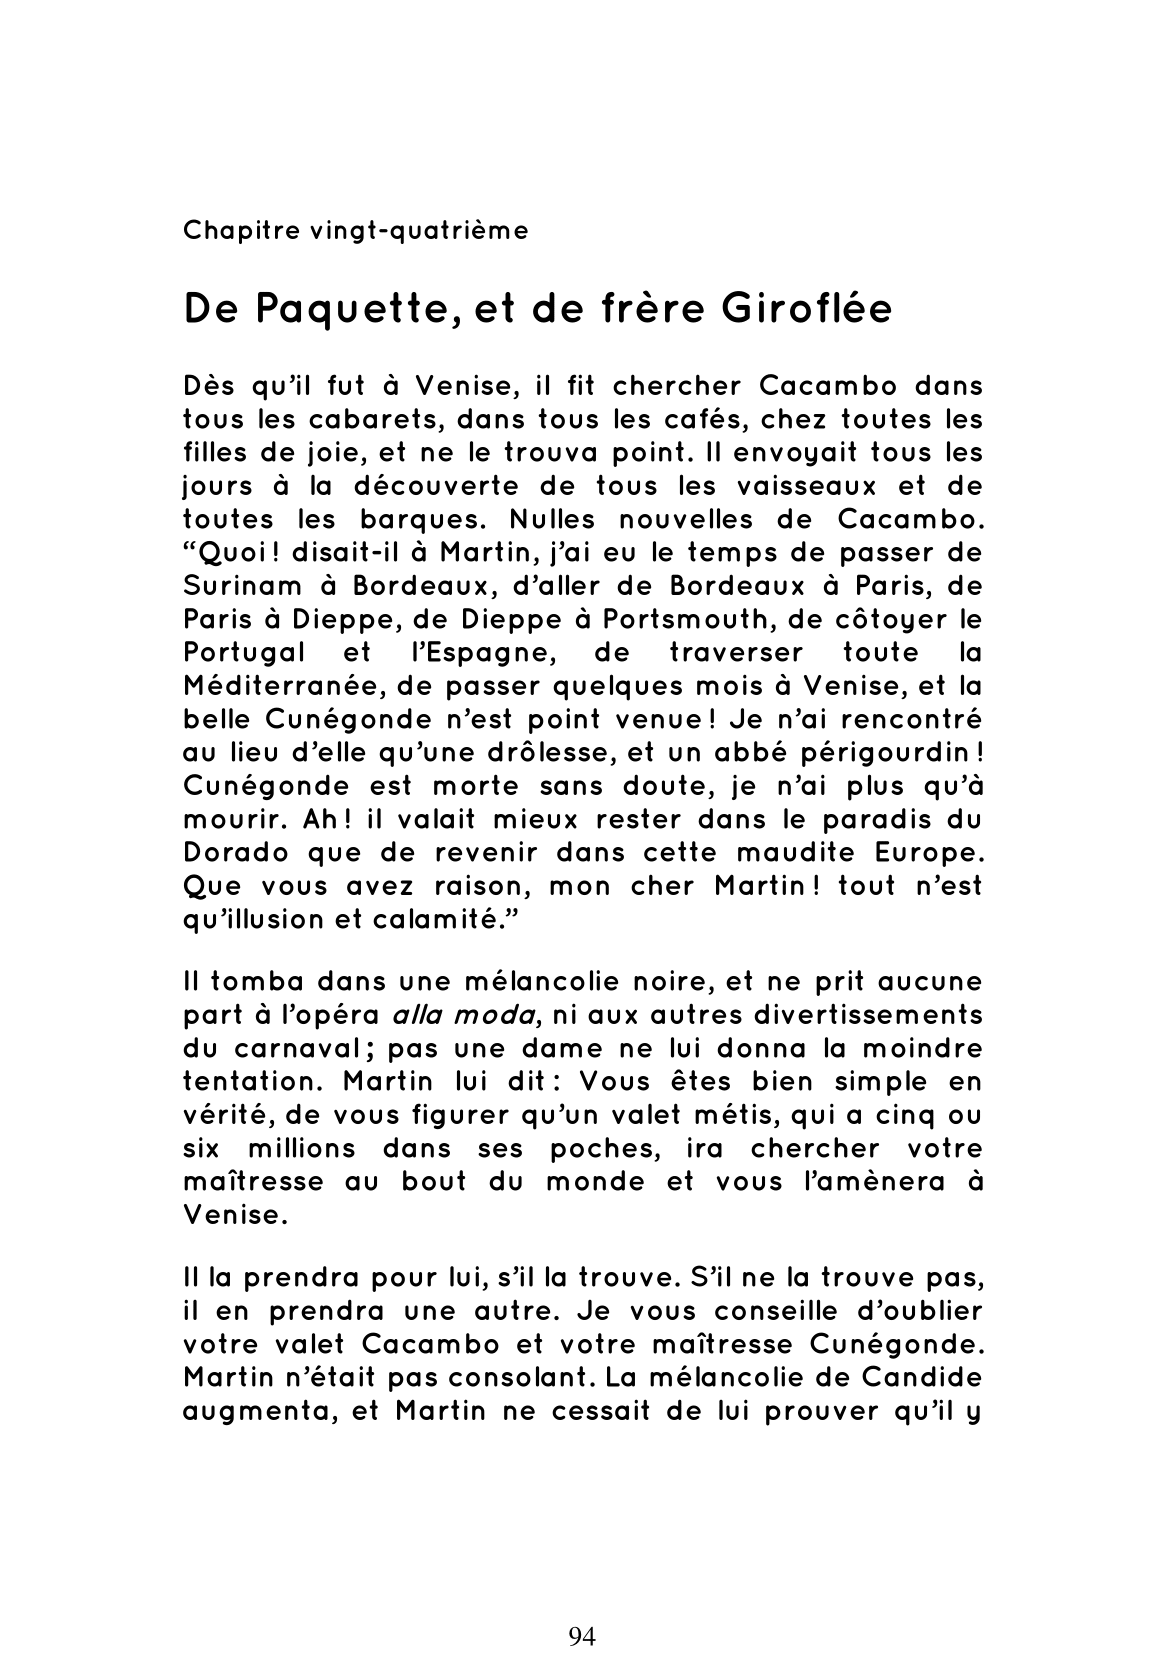 Chapitre vingt-quatrième
De Paquette, et de frère Giroflée
Dès qu’il fut à Venise, il fit chercher Cacambo dans
tous les cabarets, dans tous les cafés, chez toutes les
filles de joie, et ne le trouva point. Il envoyait tous les
jours à la découverte de tous les vaisseaux et de
toutes les barques. Nulles nouvelles de Cacambo.
“Quoi ! disait-il à Martin, j’ai eu le temps de passer de
Surinam à Bordeaux, d’aller de Bordeaux à Paris, de
Paris à Dieppe, de Dieppe à Portsmouth, de côtoyer le
Portugal et l’Espagne, de traverser toute la
Méditerranée, de passer quelques mois à Venise, et la
belle Cunégonde n’est point venue ! Je n’ai rencontré
au lieu d’elle qu’une drôlesse, et un abbé périgourdin !
Cunégonde est morte sans doute, je n’ai plus qu’à
mourir. Ah ! il valait mieux rester dans le paradis du
Dorado que de revenir dans cette maudite Europe.
Que vous avez raison, mon cher Martin ! tout n’est
qu’illusion et calamité.”
Il tomba dans une mélancolie noire, et ne prit aucune
part à l’opéra alla moda, ni aux autres divertissements
du carnaval ; pas une dame ne lui donna la moindre
tentation. Martin lui dit : Vous êtes bien simple en
vérité, de vous figurer qu’un valet métis, qui a cinq ou
six millions dans ses poches, ira chercher votre
maîtresse au bout du monde et vous l’amènera à
Venise.
Il la prendra pour lui, s’il la trouve. S’il ne la trouve pas,
il en prendra une autre. Je vous conseille d’oublier
votre valet Cacambo et votre maîtresse Cunégonde.
Martin n’était pas consolant. La mélancolie de Candide
augmenta, et Martin ne cessait de lui prouver qu’il y
94